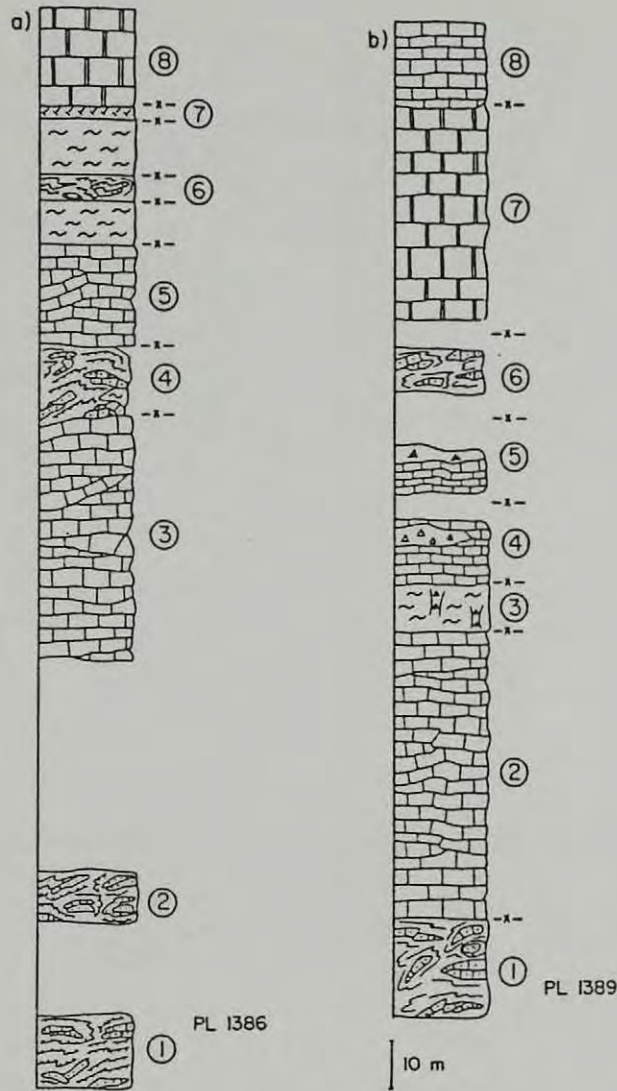 a)
⑧
-x-
⑦
-x-
-x-
⑥
-x-
-x-
⑤
-x-
④
-x-
③
②
PL 1386
①
b)
⑧
-x-
⑦
-x-
⑥
-x-
⑤
-x-
④
-x-
③
-x-
②
-x-
①
PL 1389
10 m